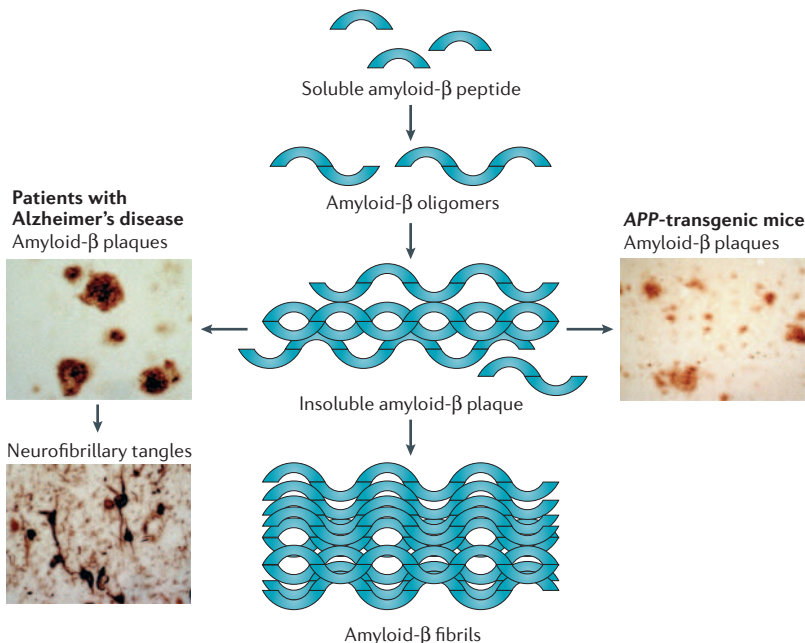 Soluble amyloid-β peptide
Amyloid-β oligomers
Patients with
Alzheimer's disease
Amyloid-β plaques
APP-transgenic mice
Amyloid-β plaques
Insoluble amyloid-β plaque
Neurofibrillary tangles
Amyloid-β fibrils